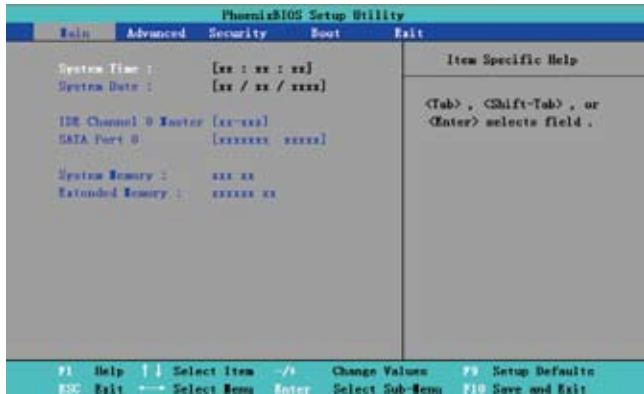 PhoenixBIOS Setup Utility
Main Advanced Security Boot Exit
System Time : [xx : xx : xx]
System Date : [xx / xx / xxxx]
IDE Channel 0 Master [xx-xxx]
SATA Port 0 [xxxxxxx xxxxx]
System Memory : xxx xx
Extended Memory : xxxxxx xx
Item Specific Help
<Tab> , <Shift-Tab> , or
<Enter> selects field .
F1 Help ↑↓ Select Item -/+ Change Values F9 Setup Defaults
ESC Exit ←→ Select Menu Enter Select Sub-Menu F10 Save and Exit